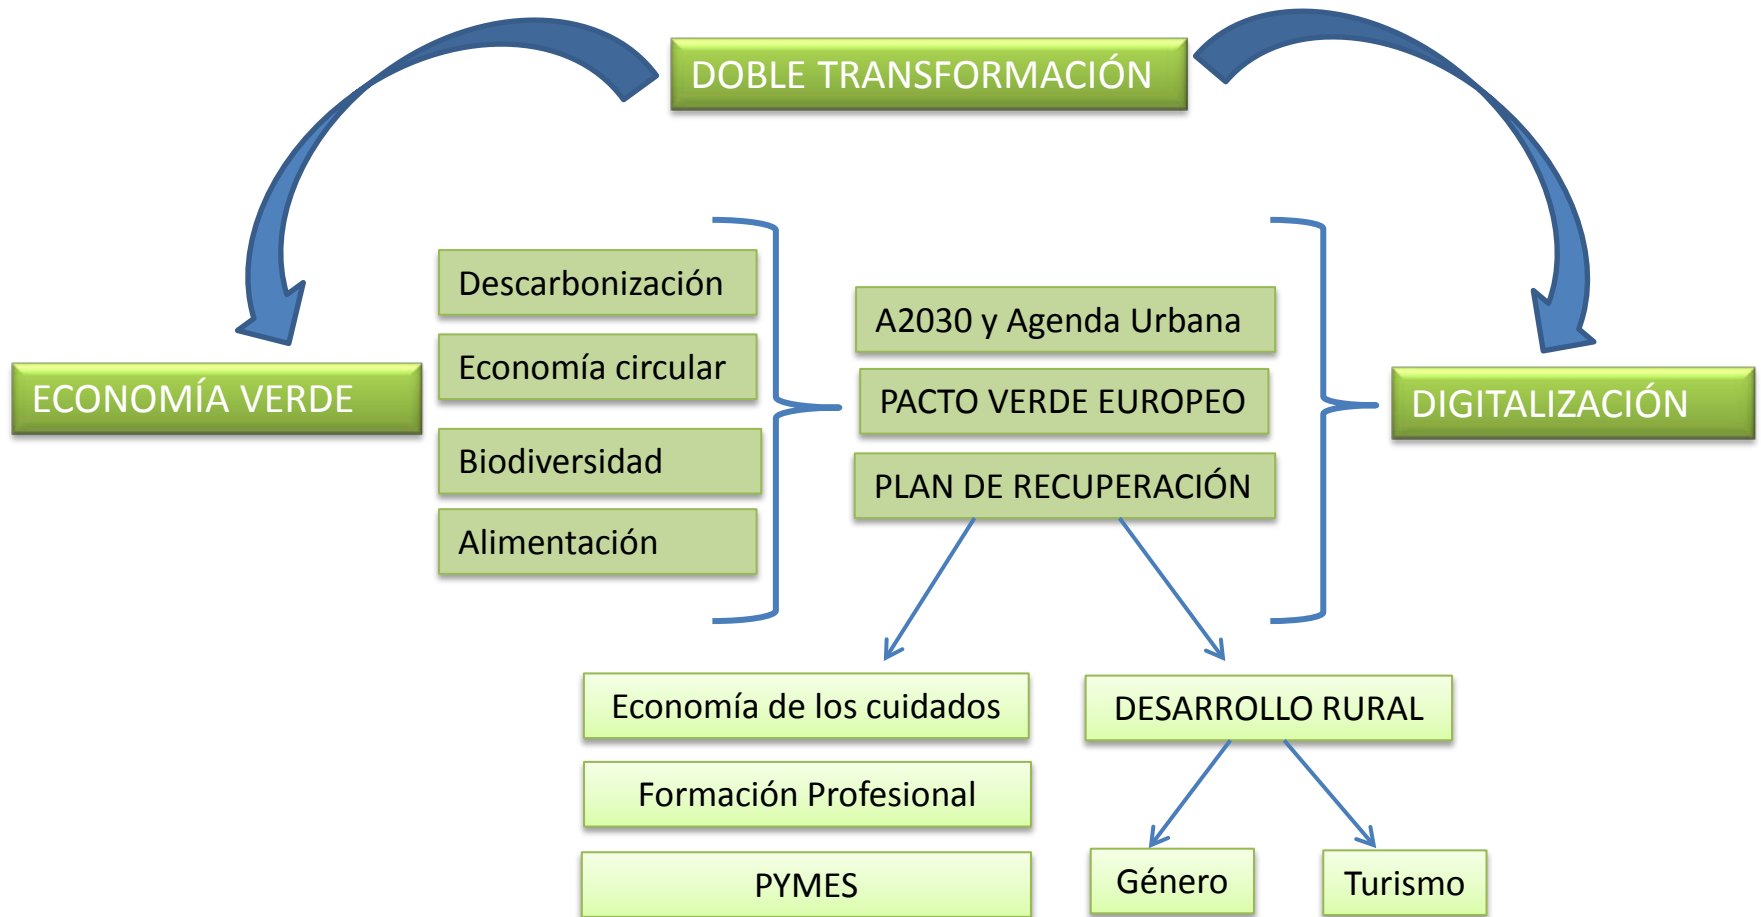 DOBLE TRANSFORMACIÓN
ECONOMÍA VERDE
Descarbonización
Economía circular
Biodiversidad
Alimentación
A2030 y Agenda Urbana
PACTO VERDE EUROPEO
PLAN DE RECUPERACIÓN
DIGITALIZACIÓN
Economía de los cuidados
Formación Profesional
PYMES
DESARROLLO RURAL
Género
Turismo